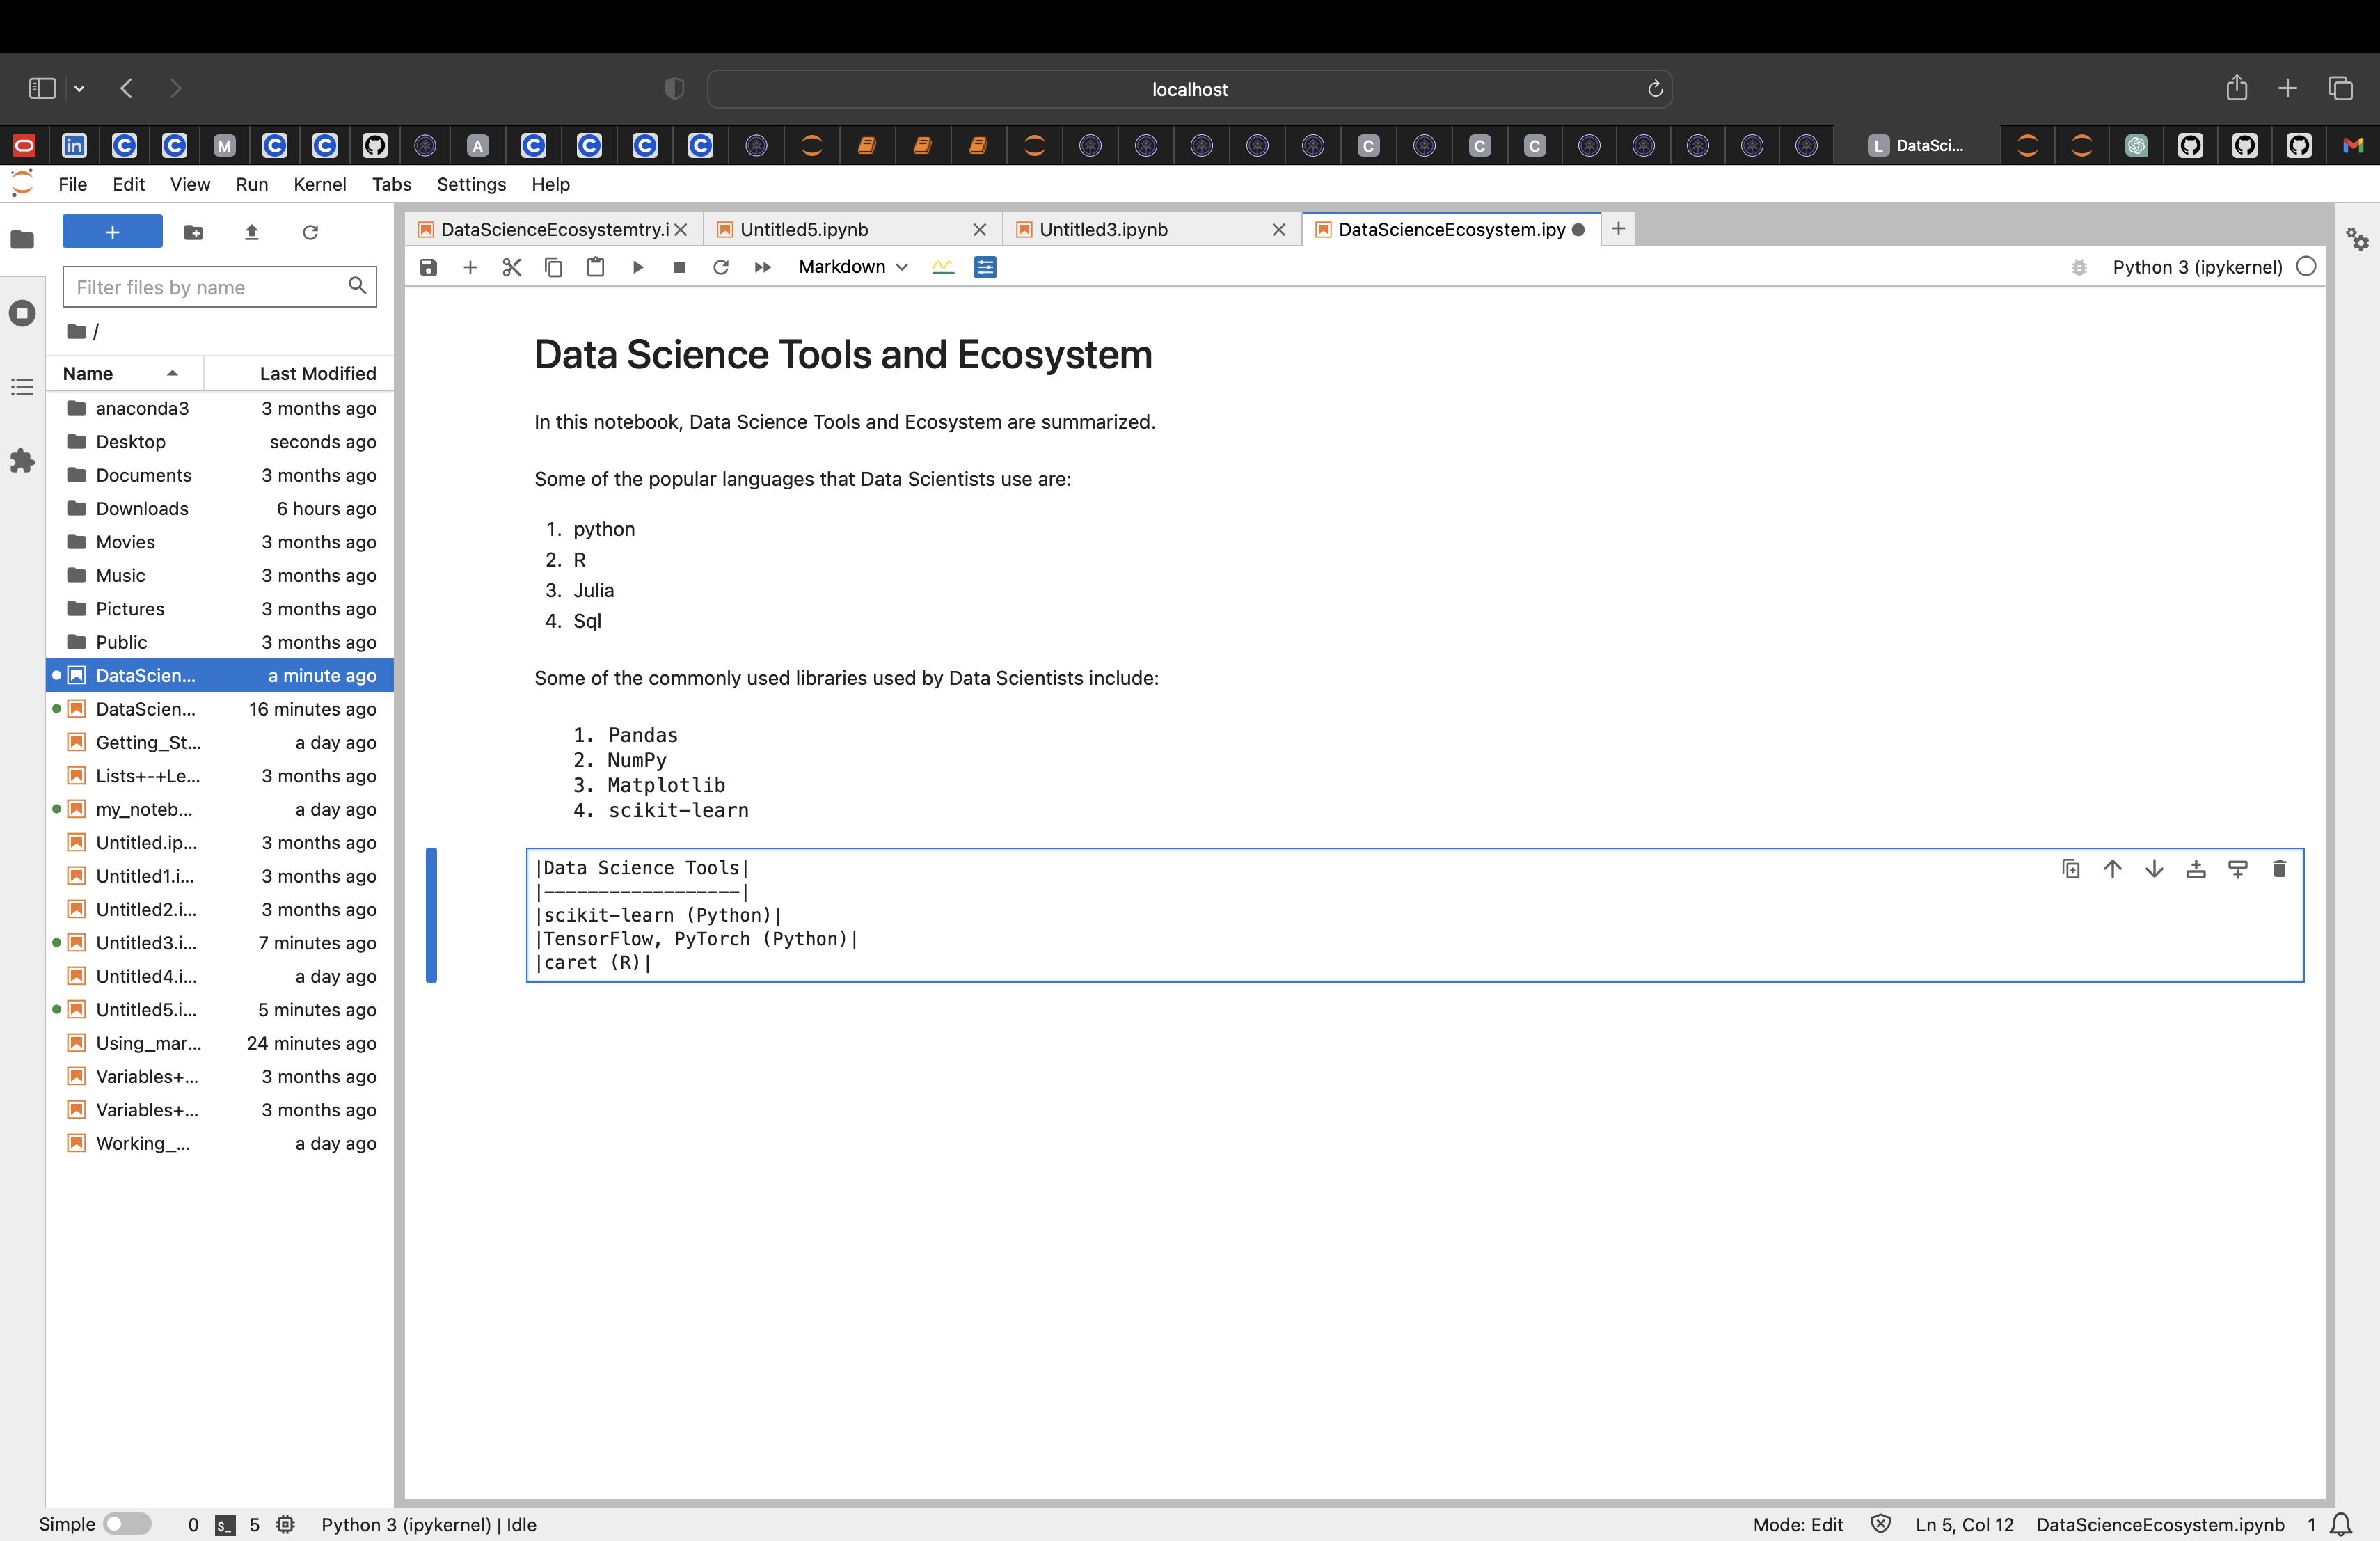 localhost
DataSci...
File Edit View Run Kernel Tabs Settings Help
DataScienceEcosystemtry.i
Untitled5.ipynb
Untitled3.ipynb
DataScienceEcosystem.ipy
Markdown
Python 3 (ipykernel)
Filter files by name
/
Name Last Modified
anaconda3 3 months ago
Desktop seconds ago
Documents 3 months ago
Downloads 6 hours ago
Movies 3 months ago
Music 3 months ago
Pictures 3 months ago
Public 3 months ago
DataScien... a minute ago
DataScien... 16 minutes ago
Getting_St... a day ago
Lists+-+Le... 3 months ago
my_noteb... a day ago
Untitled.ip... 3 months ago
Untitled1.i... 3 months ago
Untitled2.i... 3 months ago
Untitled3.i... 7 minutes ago
Untitled4.i... a day ago
Untitled5.i... 5 minutes ago
Using_mar... 24 minutes ago
Variables+... 3 months ago
Variables+... 3 months ago
Working_... a day ago
Data Science Tools and Ecosystem
In this notebook, Data Science Tools and Ecosystem are summarized.
Some of the popular languages that Data Scientists use are:
1. python
2. R
3. Julia
4. Sql
Some of the commonly used libraries used by Data Scientists include:
1. Pandas
2. NumPy
3. Matplotlib
4. scikit-learn
|Data Science Tools|
|------------------|
|scikit-learn (Python)|
|TensorFlow, PyTorch (Python)|
|caret (R)|
Simple 0 $_ 5 Python 3 (ipykernel) | Idle
Mode: Edit Ln 5, Col 12 DataScienceEcosystem.ipynb 1